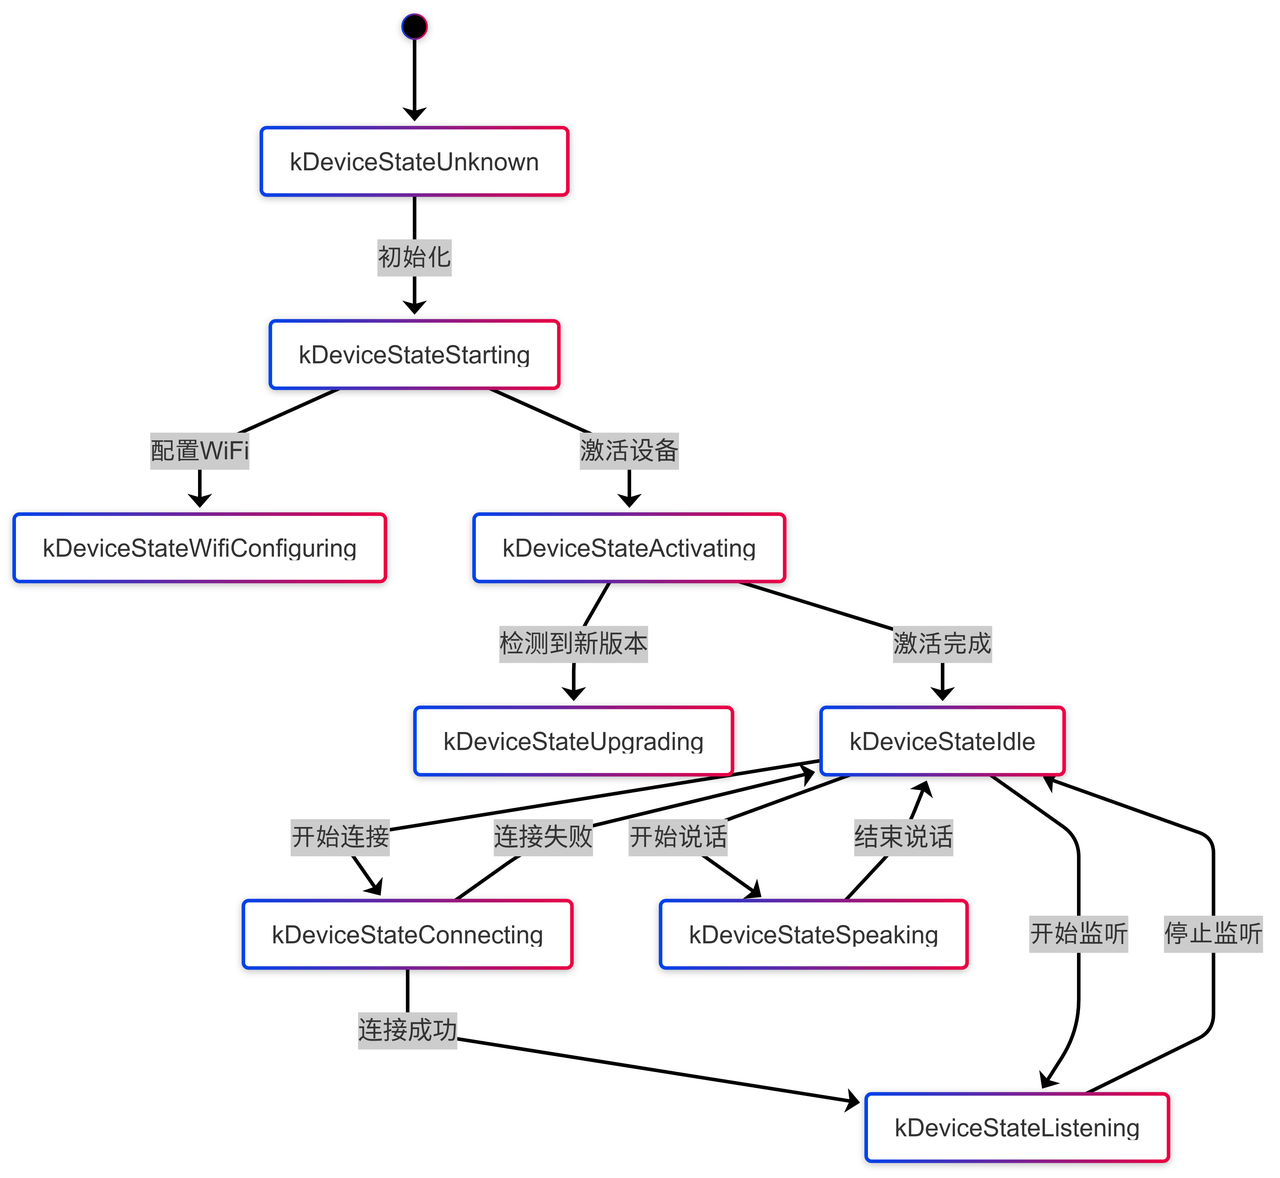 kDeviceStateUnknown
初始化
kDeviceStateStarting
配置WiFi
激活设备
kDeviceStateWifiConfiguring
kDeviceStateActivating
检测到新版本
激活完成
kDeviceStateUpgrading
kDeviceStateIdle
开始连接
连接失败
开始说话
结束说话
kDeviceStateConnecting
kDeviceStateSpeaking
开始监听
停止监听
连接成功
kDeviceStateListening